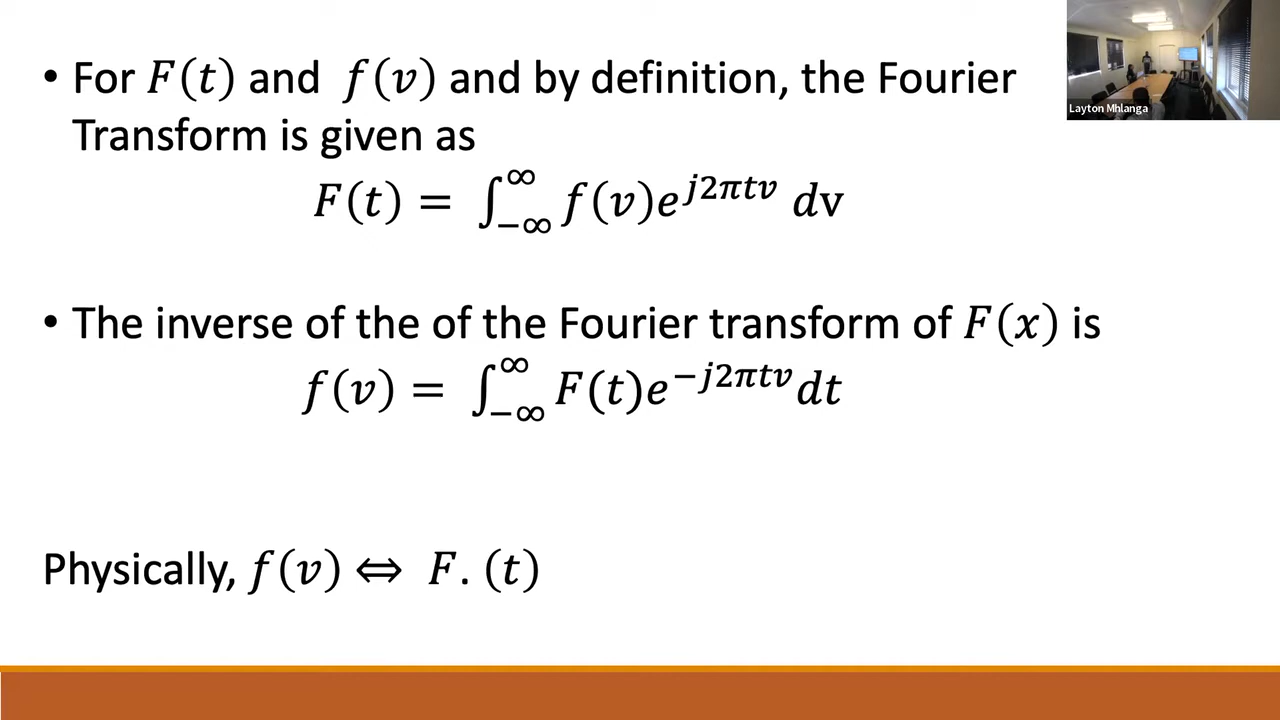 • For F(t) and f(v) and by definition, the Fourier
Transform is given as
F(t) = ∫_{-∞}^{∞} f(v)e^{j2πtv} dv
• The inverse of the of the Fourier transform of F(x) is
f(v) = ∫_{-∞}^{∞} F(t)e^{-j2πtv}dt
Physically, f(v) ⇔ F. (t)
Layton Mhlanga